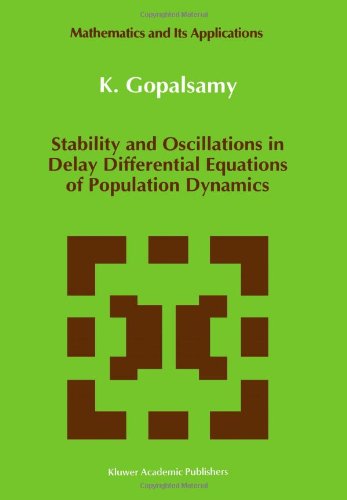 Mathematics and Its Applications
K. Gopalsamy
Stability and Oscillations in
Delay Differential Equations
of Population Dynamics
Kluwer Academic Publishers